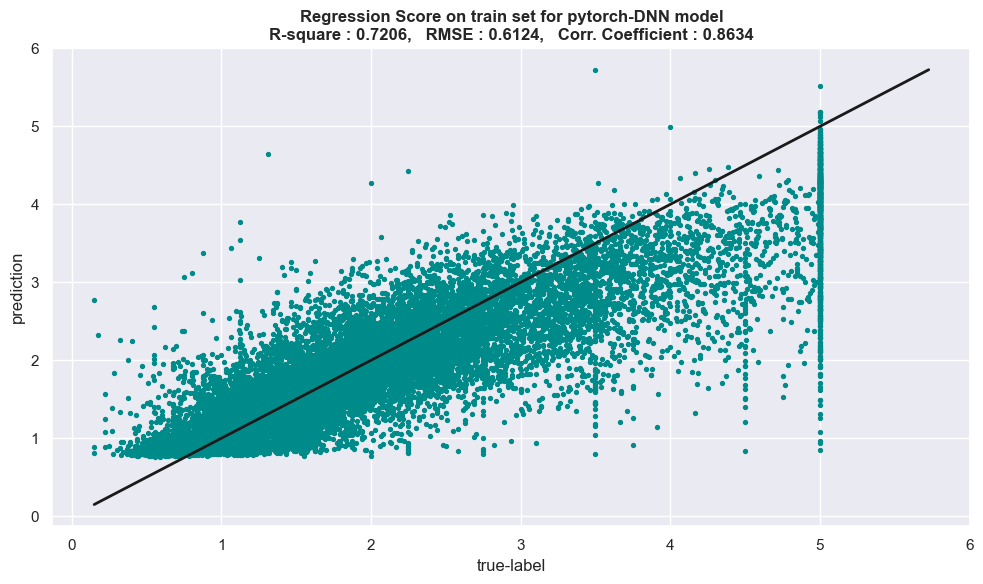 Regression Score on train set for pytorch-DNN model
R-square : 0.7206,   RMSE : 0.6124,   Corr. Coefficient : 0.8634
6
5
4
3
2
1
0
prediction
0 1 2 3 4 5 6
true-label